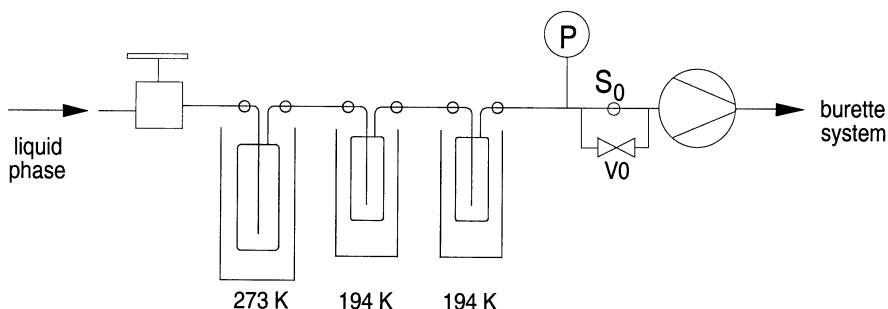 liquid
phase
273 K
194 K
194 K
P
S₀
V0
burette
system